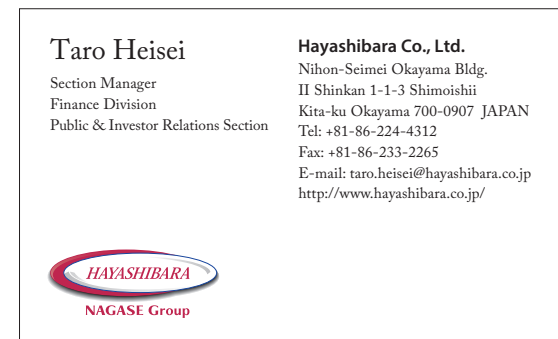 Taro Heisei
Section Manager
Finance Division
Public & Investor Relations Section
Hayashibara Co., Ltd.
Nihon-Seimei Okayama Bldg.
II Shinkan 1-1-3 Shimoishii
Kita-ku Okayama 700-0907 JAPAN
Tel: +81-86-224-4312
Fax: +81-86-233-2265
E-mail: taro.heisei@hayashibara.co.jp
http://www.hayashibara.co.jp/
HAYASHIBARA
NAGASE Group